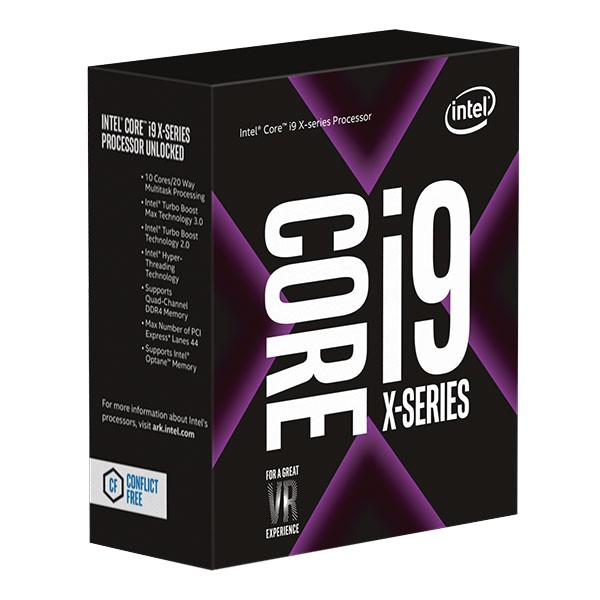 INTEL® CORE™ i9 X-SERIES
PROCESSOR UNLOCKED
• 10 Cores/20 Way
Multitask Processing
• Intel® Turbo Boost
Max Technology 3.0
• Intel® Turbo Boost
Technology 2.0
• Intel® Hyper-
Threading
Technology
• Supports
Quad-Channel
DDR4 Memory
• Max Number of PCI
Express® Lanes 44
• Supports Intel®
Optane™ Memory
For more information about Intel's
processors, visit ark.intel.com
CF CONFLICT
FREE
Intel® Core™ i9 X-series Processor
intel®
CORE
i9
X-SERIES
FOR A GREAT
VR
EXPERIENCE